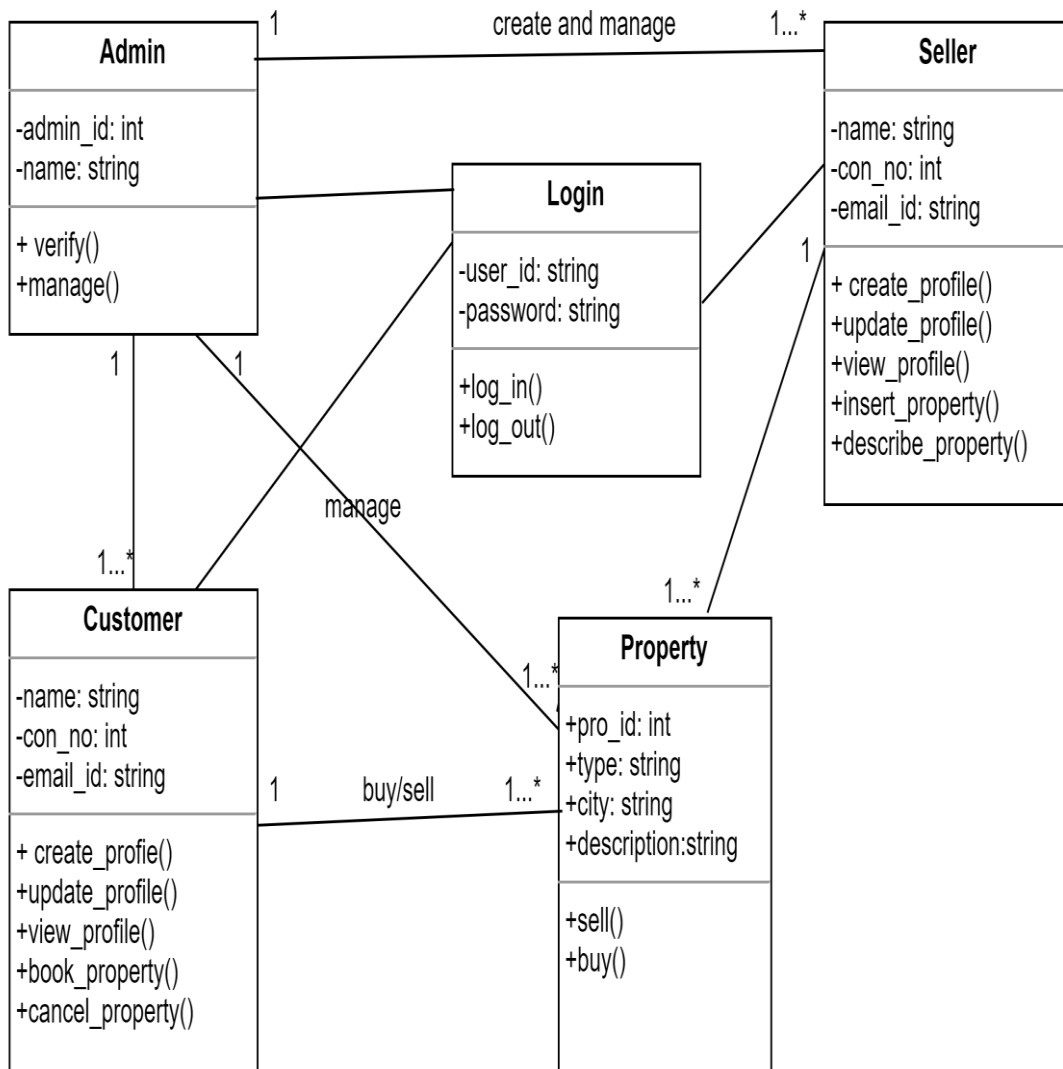 1
create and manage
1...*
Admin
-admin_id: int
-name: string
+ verify()
+manage()
Seller
-name: string
-con_no: int
-email_id: string
+ create_profile()
+update_profile()
+view_profile()
+insert_property()
+describe_property()
Login
-user_id: string
-password: string
+log_in()
+log_out()
1
1
1
manage
1...*
1...*
1...*
Customer
-name: string
-con_no: int
-email_id: string
+ create_profie()
+update_profile()
+view_profile()
+book_property()
+cancel_property()
1
buy/sell
1...*
Property
+pro_id: int
+type: string
+city: string
+description:string
+sell()
+buy()